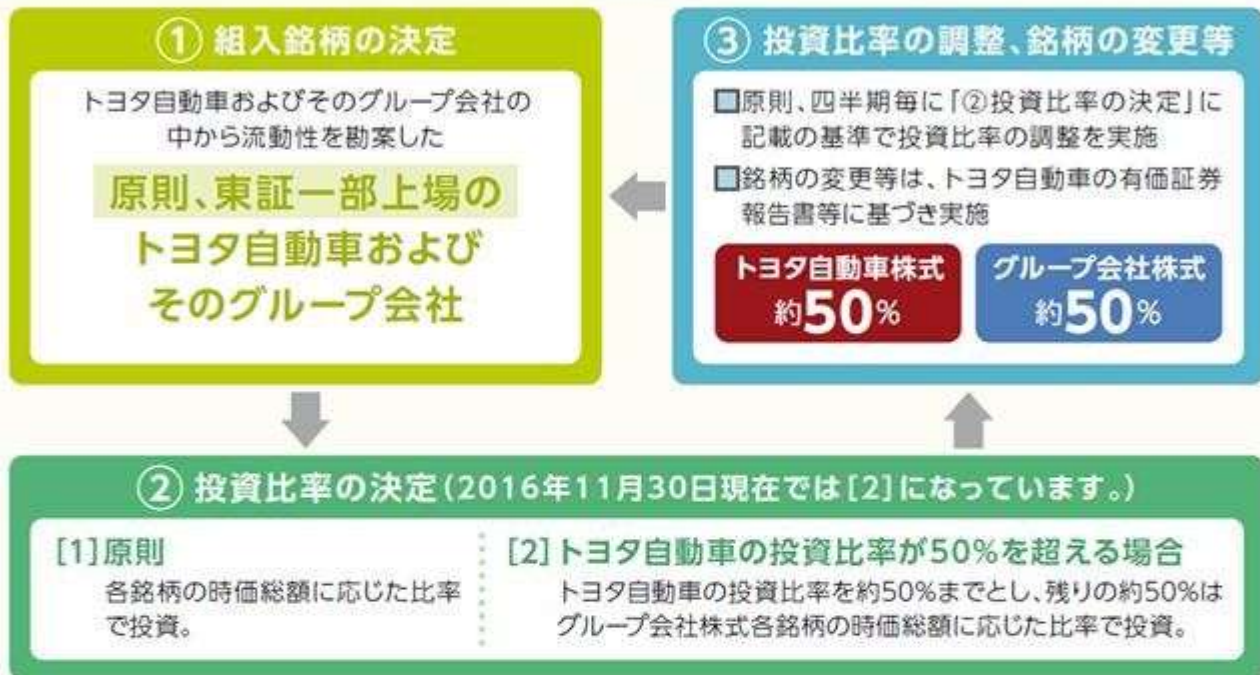 ① 組入銘柄の決定
トヨタ自動車およびそのグループ会社の
中から流動性を勘案した
原則、東証一部上場の
トヨタ自動車および
そのグループ会社
② 投資比率の決定(2016年11月30日現在では[2]になっています。)
[1]原則
各銘柄の時価総額に応じた比率
で投資。
[2]トヨタ自動車の投資比率が50%を超える場合
トヨタ自動車の投資比率を約50%までとし、残りの約50%は
グループ会社株式各銘柄の時価総額に応じた比率で投資。
③ 投資比率の調整、銘柄の変更等
□原則、四半期毎に「②投資比率の決定」に
記載の基準で投資比率の調整を実施
□銘柄の変更等は、トヨタ自動車の有価証券
報告書等に基づき実施
トヨタ自動車株式
約50%
グループ会社株式
約50%